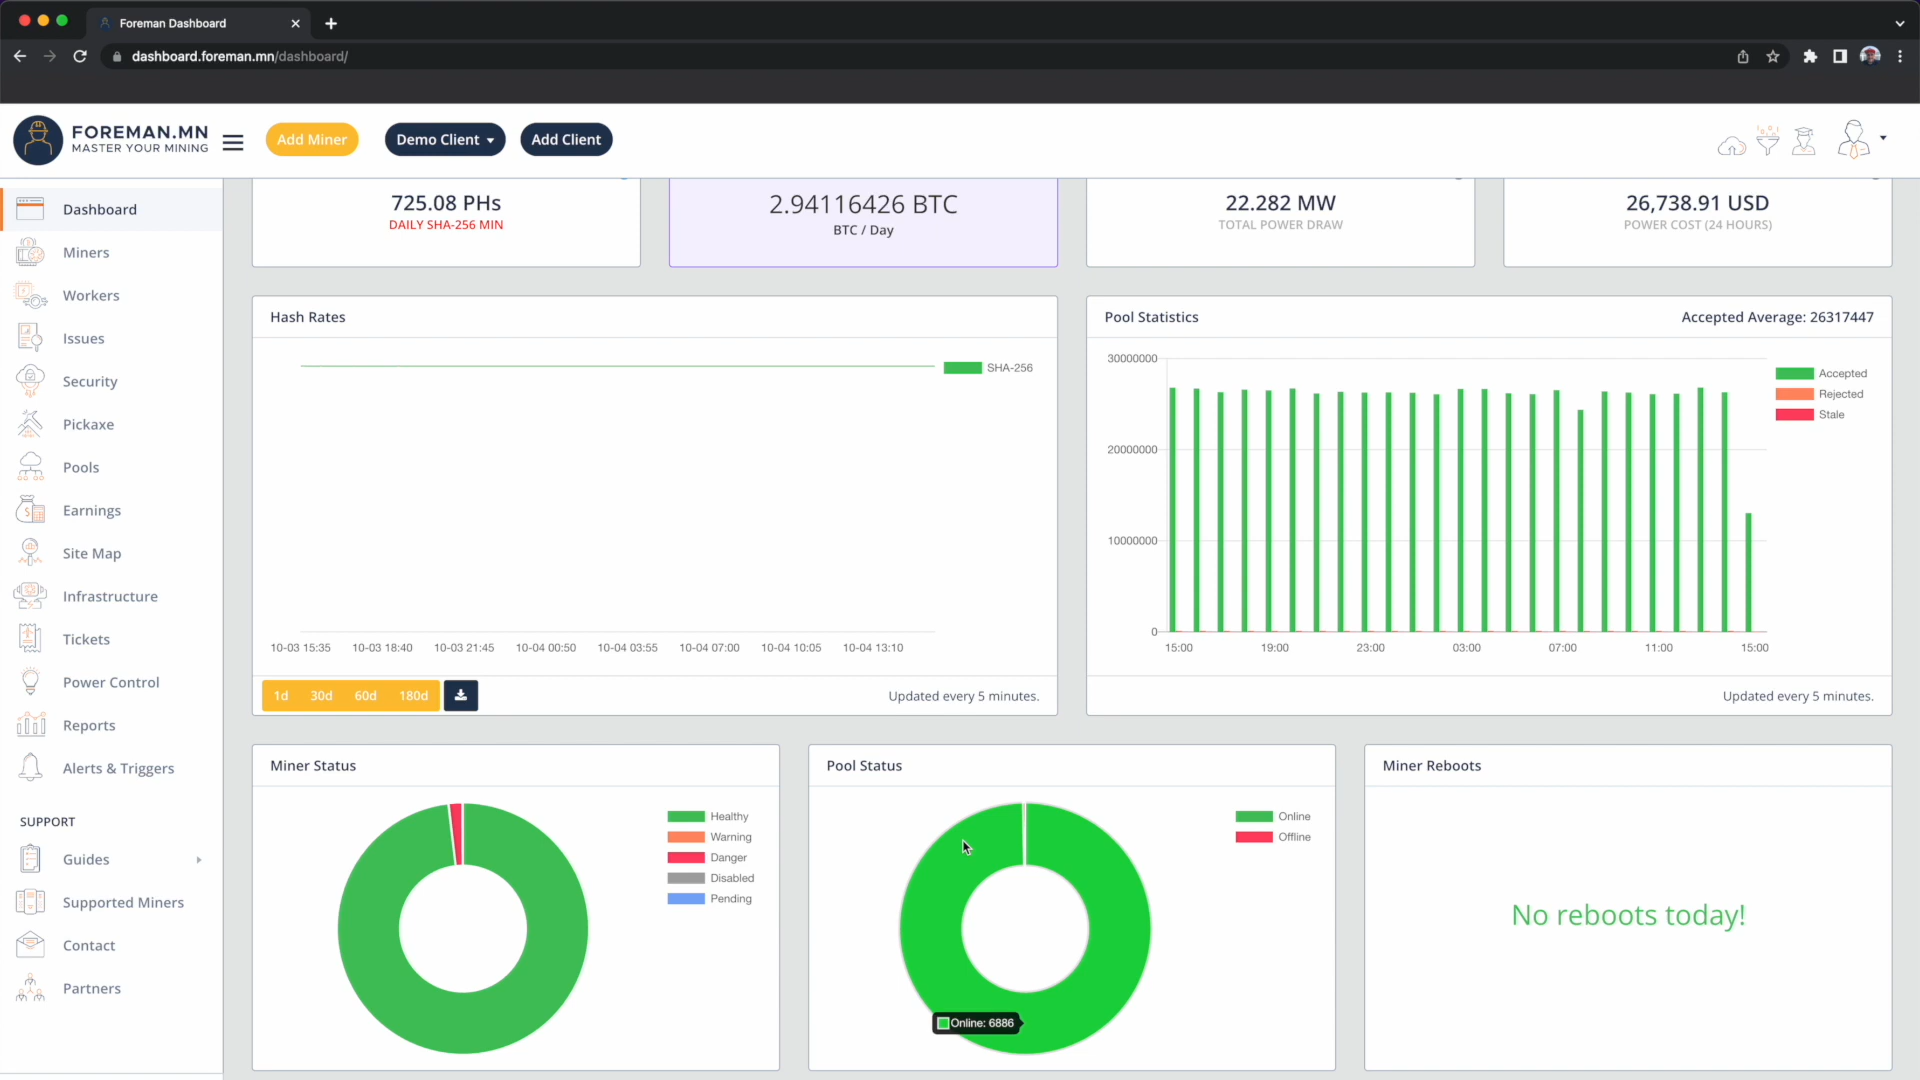 Foreman Dashboard
dashboard.foreman.mn/dashboard/
FOREMAN.MN
MASTER YOUR MINING
Add Miner
Demo Client
Add Client
Dashboard
Miners
Workers
Issues
Security
Pickaxe
Pools
Earnings
Site Map
Infrastructure
Tickets
Power Control
Reports
Alerts & Triggers
SUPPORT
Guides
Supported Miners
Contact
Partners
725.08 PHs
DAILY SHA-256 MIN
2.94116426 BTC
BTC / Day
22.282 MW
TOTAL POWER DRAW
26,738.91 USD
POWER COST (24 HOURS)
Hash Rates
SHA-256
10-03 15:35 10-03 18:40 10-03 21:45 10-04 00:50 10-04 03:55 10-04 07:00 10-04 10:05 10-04 13:10
1d 30d 60d 180d
Updated every 5 minutes.
Pool Statistics
Accepted Average: 26317447
30000000
20000000
10000000
0
Accepted
Rejected
Stale
15:00 19:00 23:00 03:00 07:00 11:00 15:00
Updated every 5 minutes.
Miner Status
Healthy
Warning
Danger
Disabled
Pending
Pool Status
Online
Offline
Online: 6886
Miner Reboots
No reboots today!